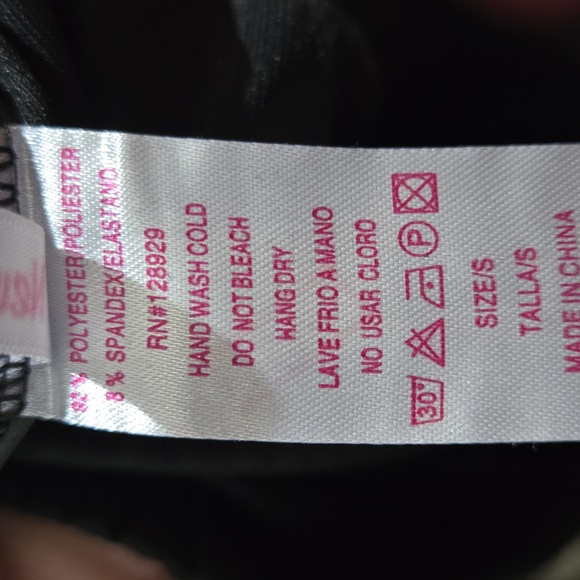 92% POLYESTER/POLIESTER
8% SPANDEX/ELASTANO
RN#128929
HAND WASH COLD
DO NOT BLEACH
HANG DRY
LAVE FRIO A MANO
NO USAR CLORO
30° P
SIZE/S
TALLA/S
MADE IN CHINA